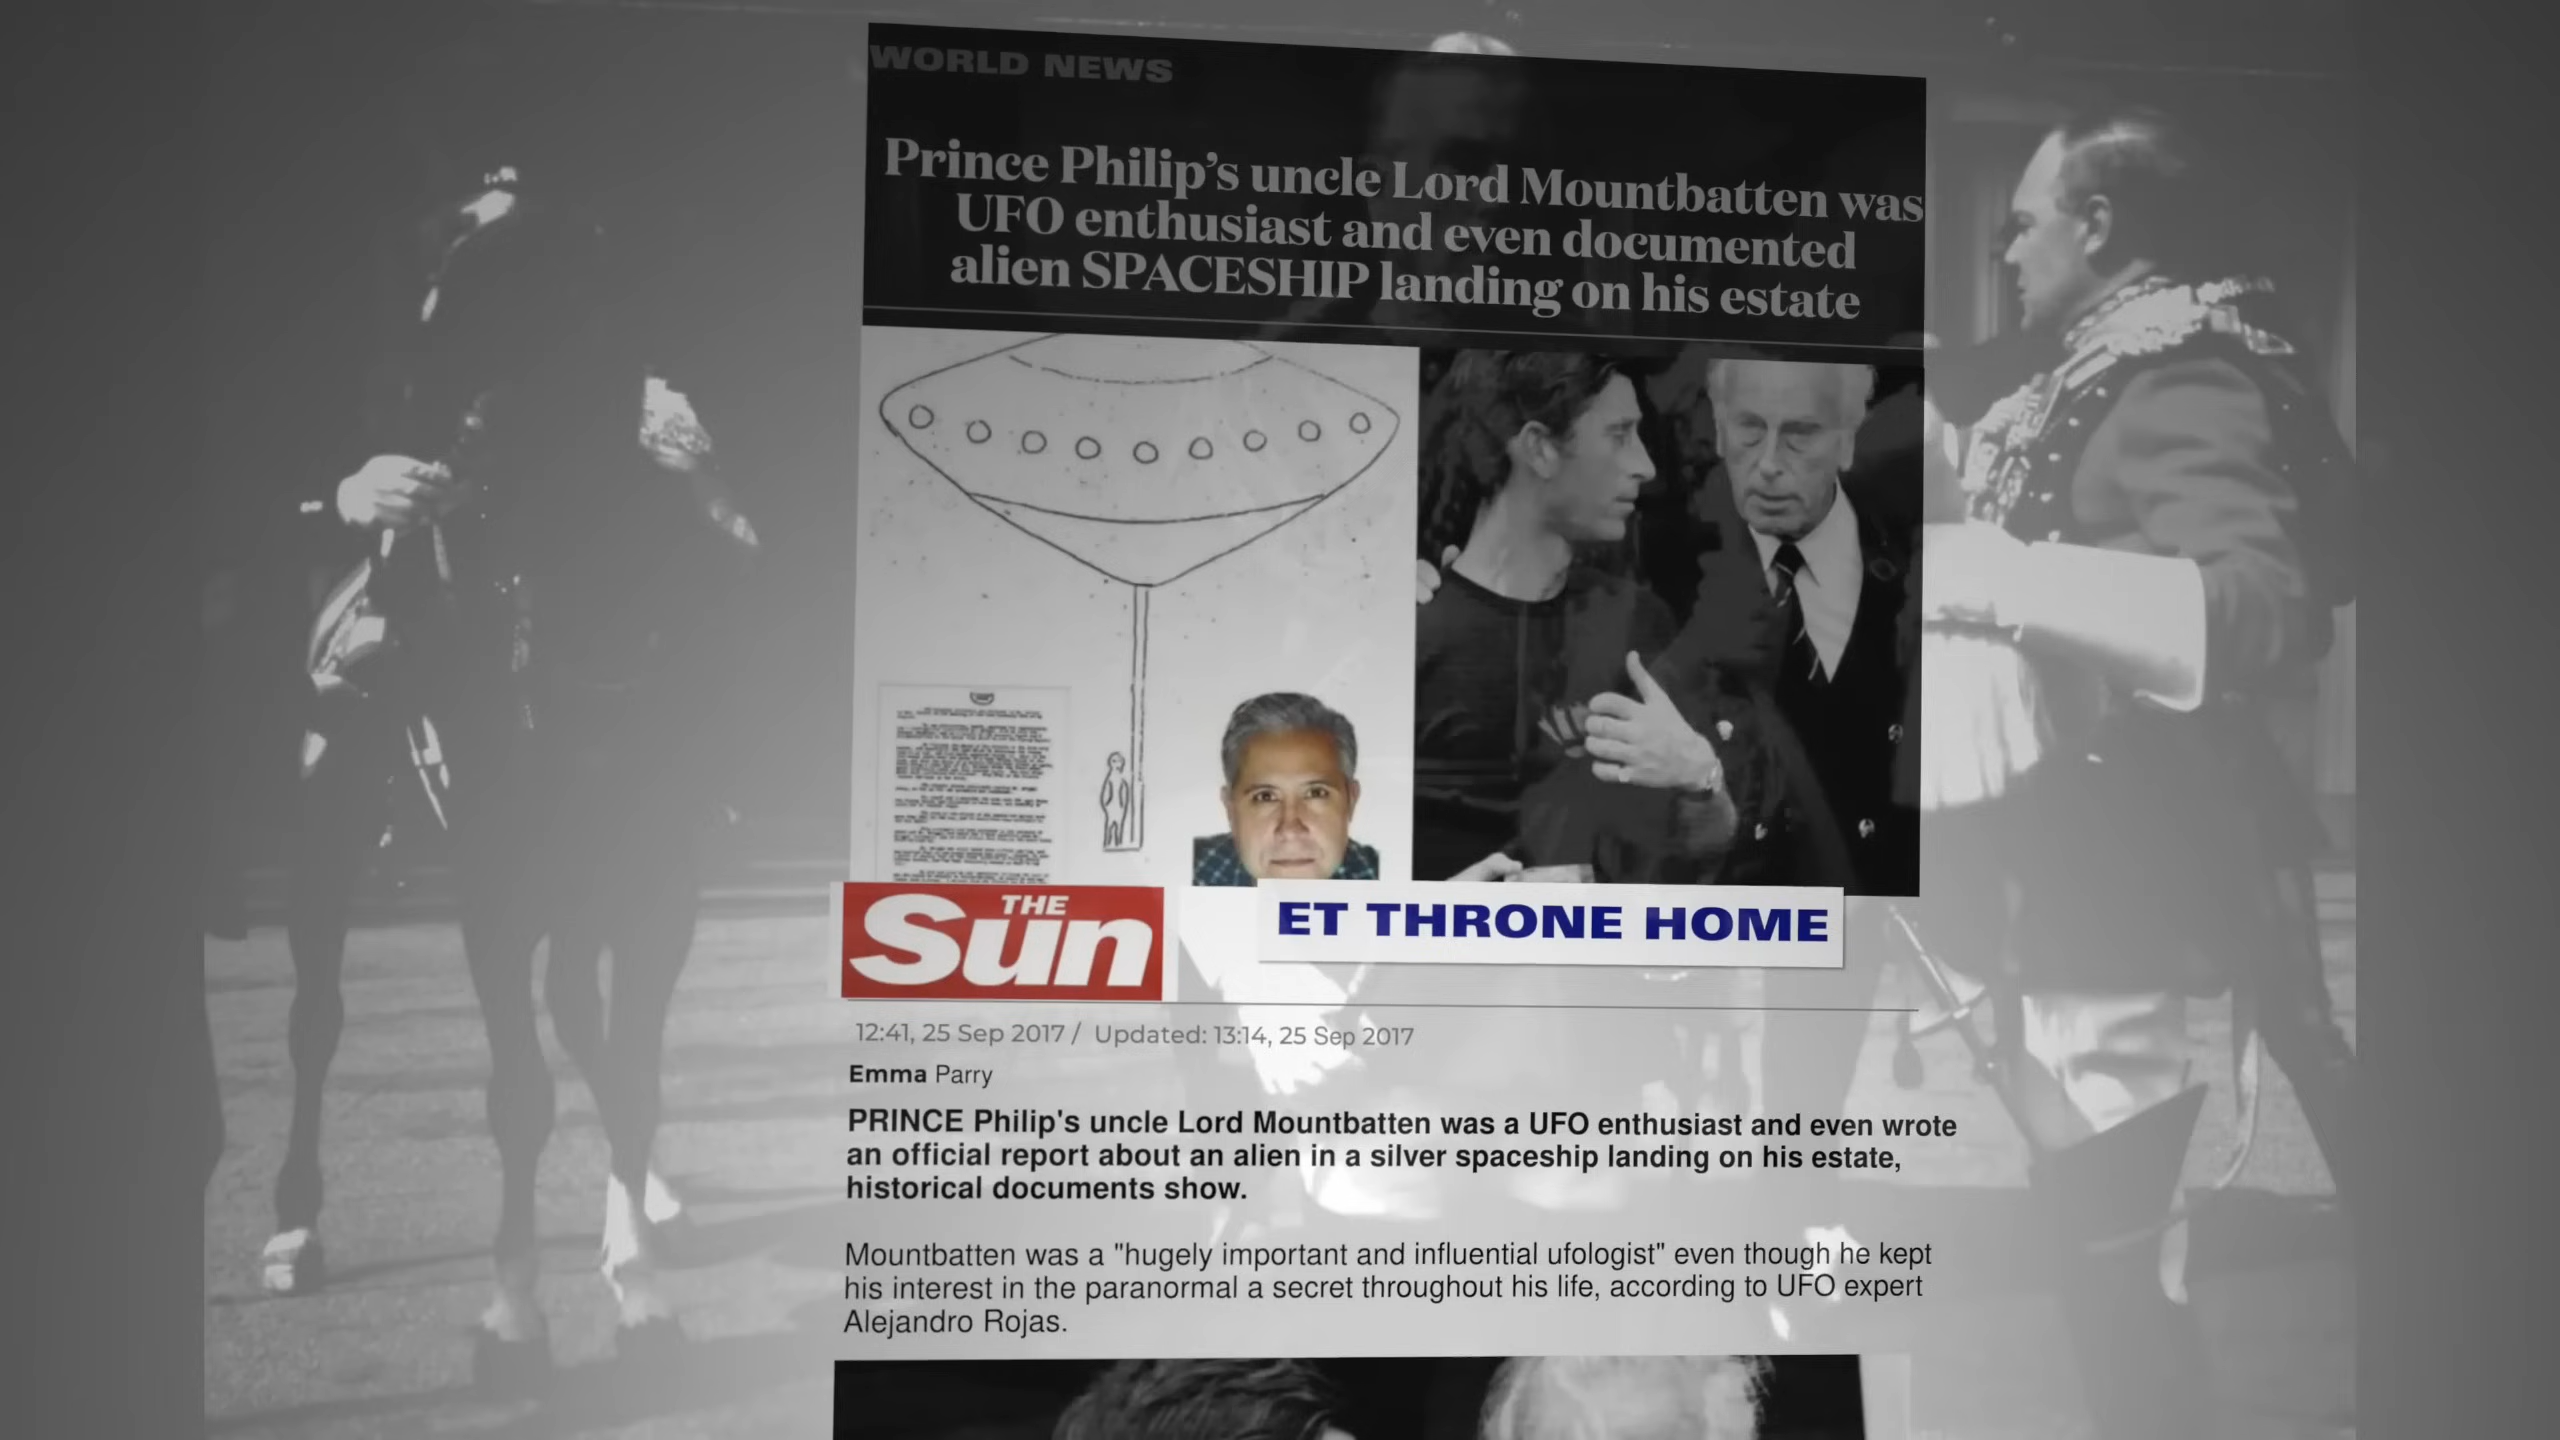 WORLD NEWS
Prince Philip's uncle Lord Mountbatten was
UFO enthusiast and even documented
alien SPACESHIP landing on his estate
THE
Sun
ET THRONE HOME
12:41, 25 Sep 2017 / Updated: 13:14, 25 Sep 2017
Emma Parry
PRINCE Philip's uncle Lord Mountbatten was a UFO enthusiast and even wrote
an official report about an alien in a silver spaceship landing on his estate,
historical documents show.
Mountbatten was a "hugely important and influential ufologist" even though he kept
his interest in the paranormal a secret throughout his life, according to UFO expert
Alejandro Rojas.